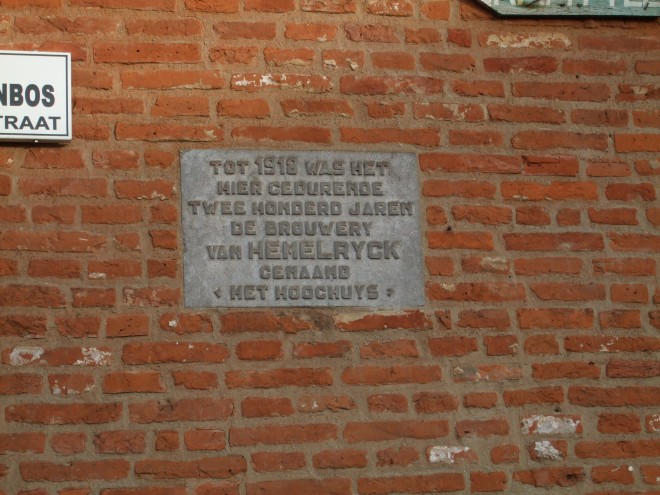 NBOS
TRAAT
TOT 1918 WAS HET
HIER GEDURENDE
TWEE HONDERD JAREN
DE BROUWERY
VAN HEMELRYCK
GENAAMD
HET HOOGHUYS